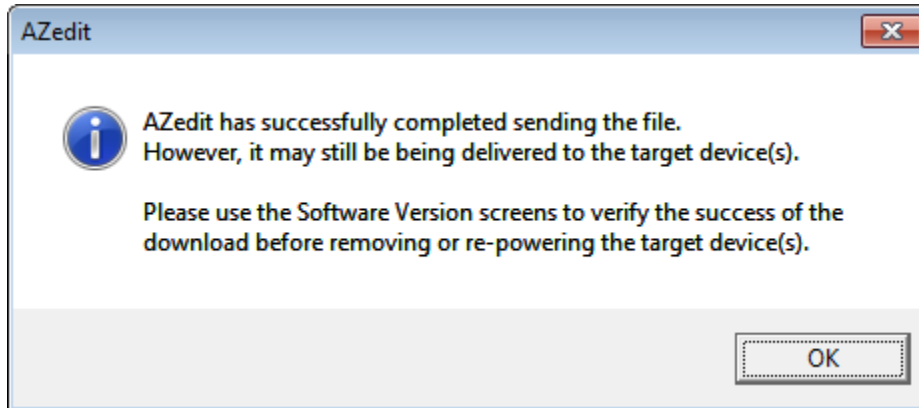 AZedit
AZedit has successfully completed sending the file.
However, it may still be being delivered to the target device(s).
Please use the Software Version screens to verify the success of the
download before removing or re-powering the target device(s).
OK